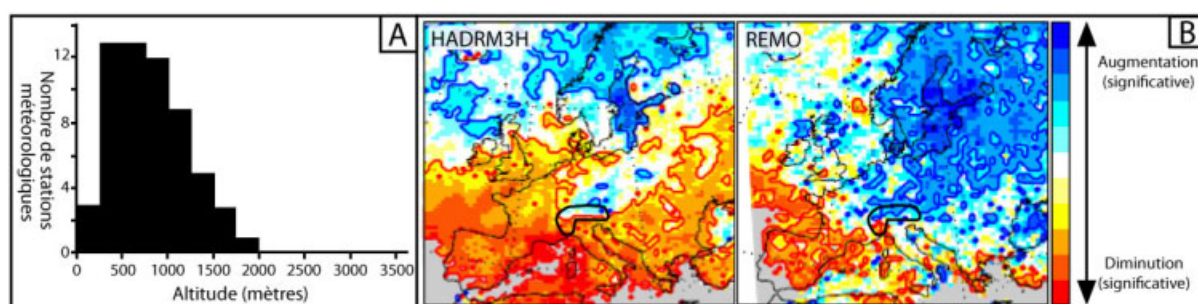 A
Nombre de stations
météorologiques
12
8
4
0
0
500
1000
1500
2000
2500
3000
3500
Altitude (mètres)
HADRM3H
REMO
B
Augmentation
(significative)
Diminution
(significative)